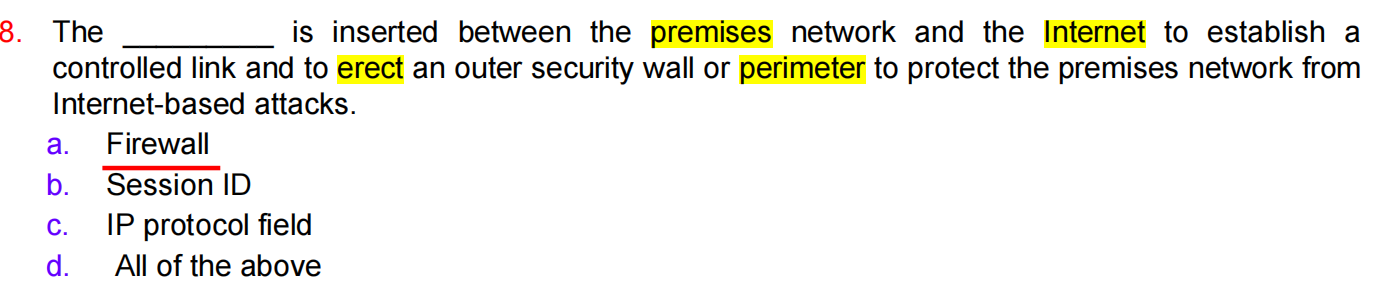 8. The __________ is inserted between the premises network and the Internet to establish a
controlled link and to erect an outer security wall or perimeter to protect the premises network from
Internet-based attacks.
a. Firewall
b. Session ID
c. IP protocol field
d. All of the above